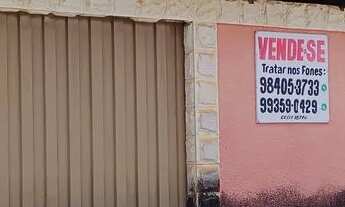 VENDE-SE
Tratar nos Fones:
98405-3733
99359-0429